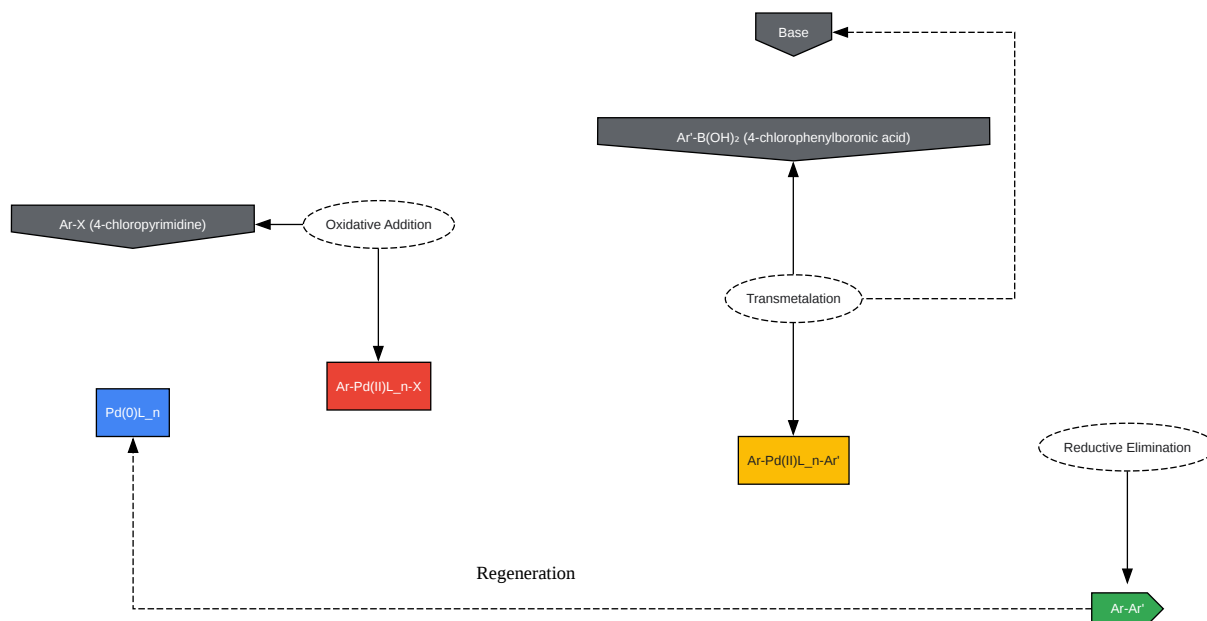 Base
Ar'-B(OH)₂ (4-chlorophenylboronic acid)
Ar-X (4-chloropyrimidine)
Oxidative Addition
Transmetalation
Ar-Pd(II)L_n-X
Pd(0)L_n
Ar-Pd(II)L_n-Ar'
Reductive Elimination
Regeneration
Ar-Ar'